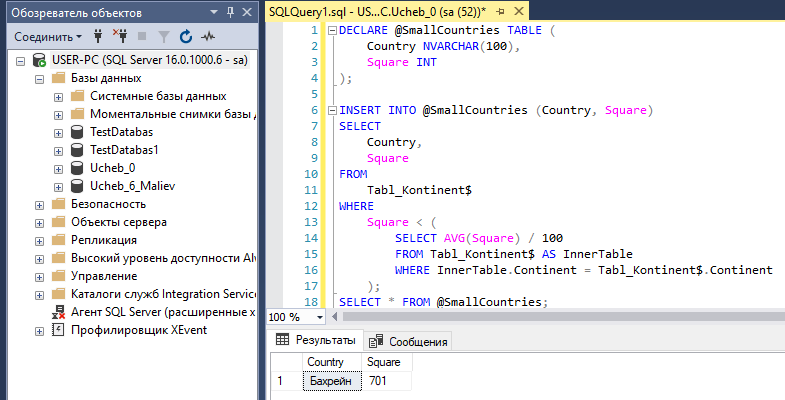 Обозреватель объектов
Соединить
USER-PC (SQL Server 16.0.1000.6 - sa)
Базы данных
Системные базы данных
Моментальные снимки базы
TestDatabas
TestDatabas1
Ucheb_0
Ucheb_6_Maliev
Безопасность
Объекты сервера
Репликация
Высокий уровень доступности
Управление
Каталоги служб Integration Service
Агент SQL Server (расширенные
Профилировщик XEvent
SQLQuery1.sql - US...C.Ucheb_0 (sa (52))*
1 DECLARE @SmallCountries TABLE (
2 Country NVARCHAR(100),
3 Square INT
4 );
5
6 INSERT INTO @SmallCountries (Country, Square)
7 SELECT
8 Country,
9 Square
10 FROM
11 Tabl_Kontinent$
12 WHERE
13 Square < (
14 SELECT AVG(Square) / 100
15 FROM Tabl_Kontinent$ AS InnerTable
16 WHERE InnerTable.Continent = Tabl_Kontinent$.Continent
17 );
18 SELECT * FROM @SmallCountries;
100 %
Результаты Сообщения
Country Square
1 Бахрейн 701